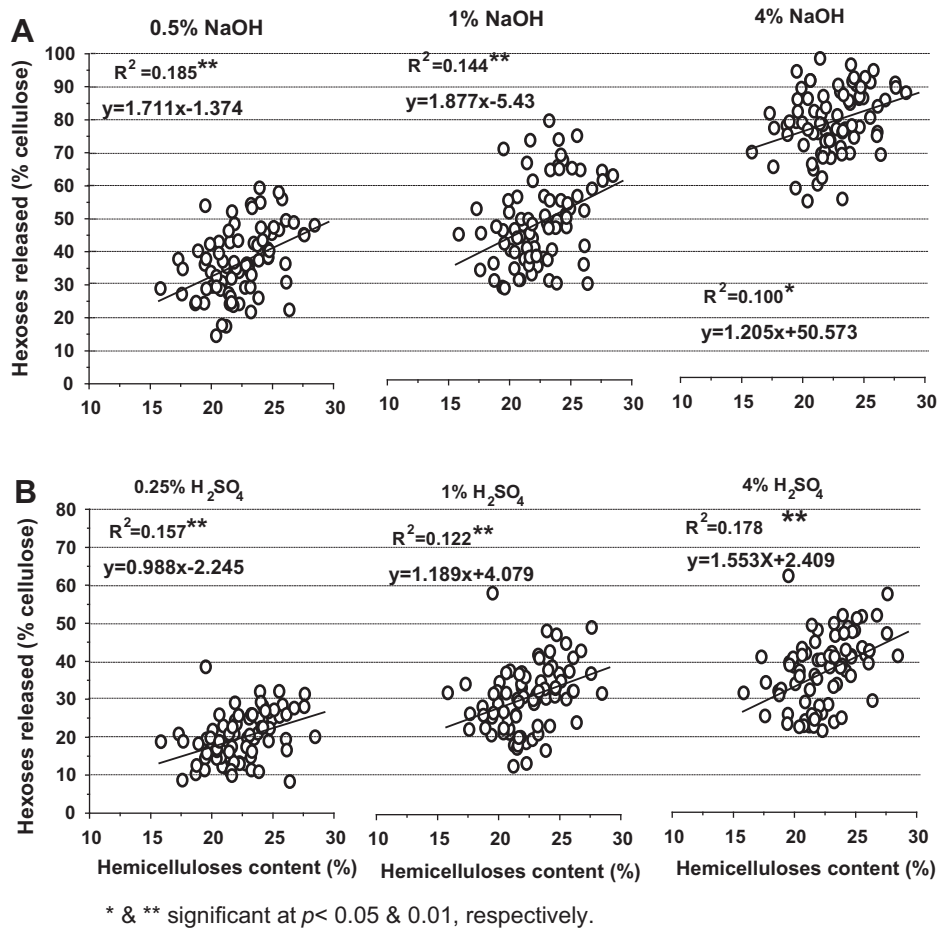 A
0.5% NaOH
1% NaOH
4% NaOH
R²=0.185**
y=1.711x-1.374
R²=0.144**
y=1.877x-5.43
R²=0.100*
y=1.205x+50.573
Hexoses released (% cellulose)
100
90
80
70
60
50
40
30
20
10
0
10 15 20 25 30
10 15 20 25 30
10 15 20 25 30
B
0.25% H₂SO₄
1% H₂SO₄
4% H₂SO₄
R²=0.157**
y=0.988x-2.245
R²=0.122**
y=1.189x+4.079
R²=0.178 **
y=1.553X+2.409
Hexoses released (% cellulose)
80
70
60
50
40
30
20
10
0
10 15 20 25 30
10 15 20 25 30
10 15 20 25 30
Hemicelluloses content (%)
Hemicelluloses content (%)
Hemicelluloses content (%)
* & ** significant at p< 0.05 & 0.01, respectively.